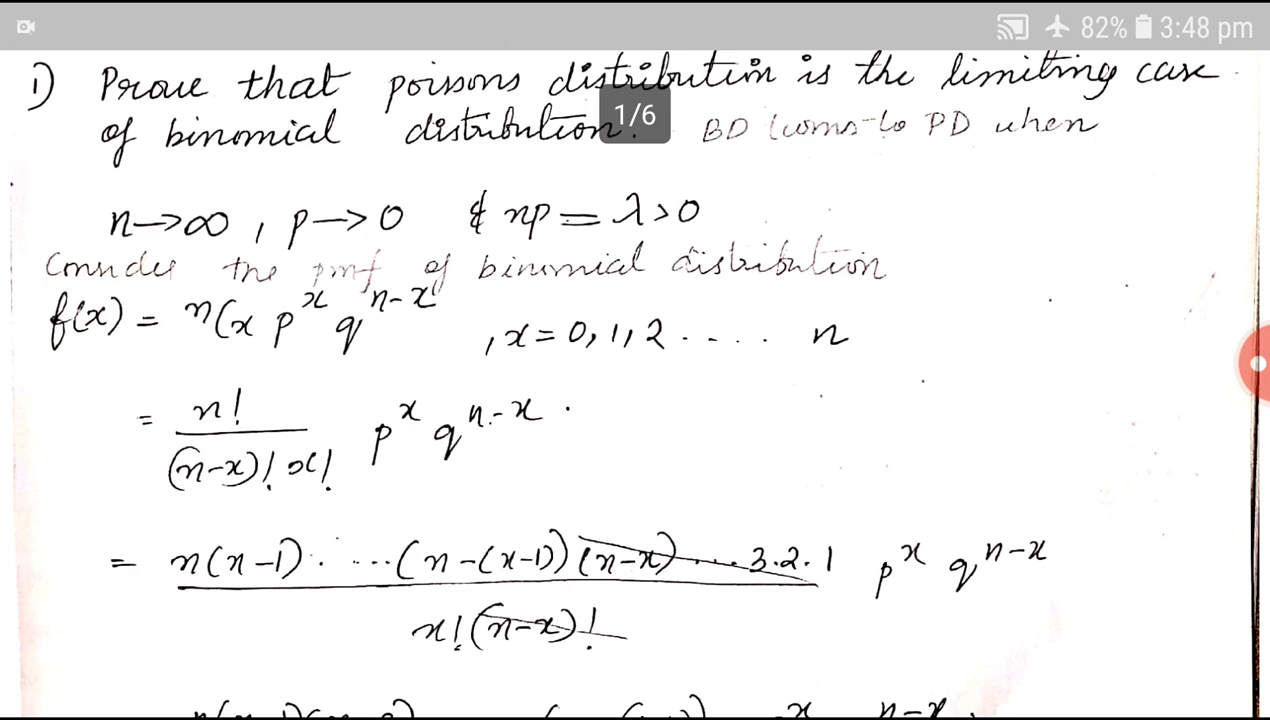 82% 3:48 pm
1) Prove that poissons distribution is the limiting case
of binomial distribution. BD tends to PD when
1/6
n→∞, p→0 & np = λ>0
Consider the pmf of binomial distribution
f(x) = nCx p^x q^{n-x}, x = 0, 1, 2 .... n
= n! / (n-x)! x! p^x q^{n-x}.
= n(n-1). ...(n-(x-1)) (n-x) ... 3.2.1 / x! (n-x)! p^x q^{n-x}